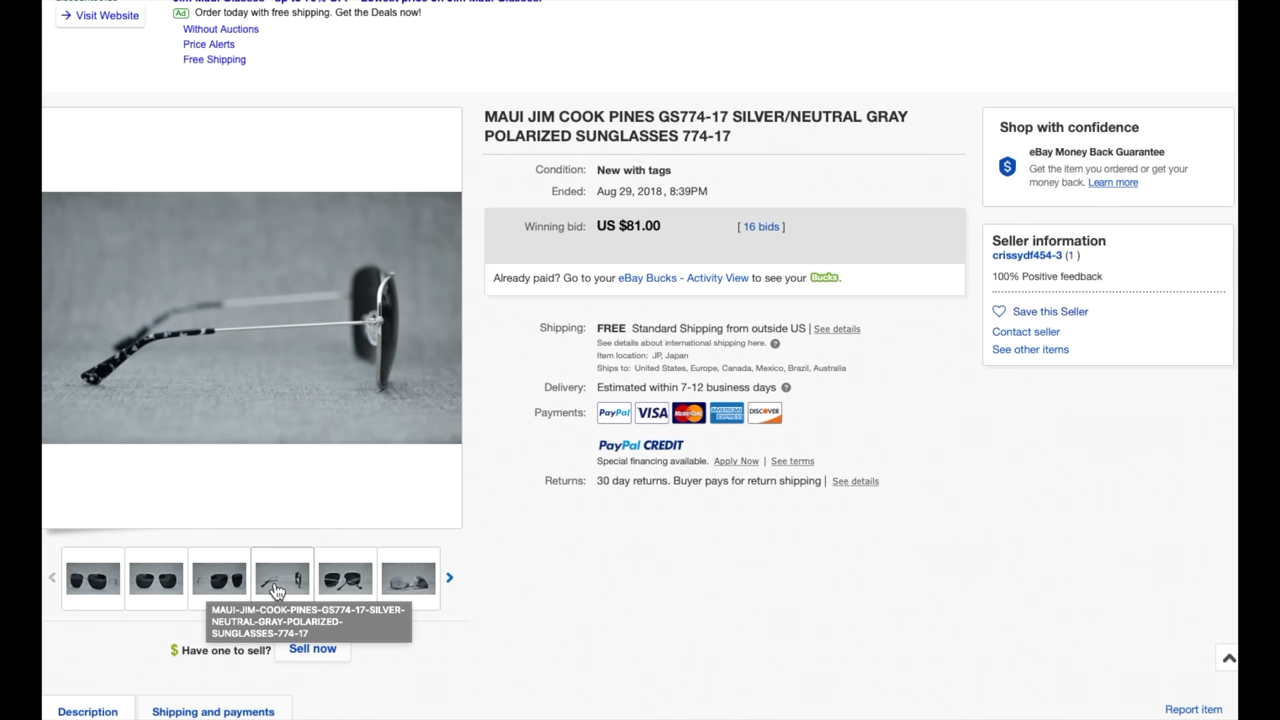 Visit Website
Ad Order today with free shipping. Get the Deals now!
Without Auctions
Price Alerts
Free Shipping
MAUI JIM COOK PINES GS774-17 SILVER/NEUTRAL GRAY
POLARIZED SUNGLASSES 774-17
Condition: New with tags
Ended: Aug 29, 2018 , 8:39PM
Winning bid: US $81.00 [ 16 bids ]
Already paid? Go to your eBay Bucks - Activity View to see your Bucks.
Shipping: FREE Standard Shipping from outside US | See details
See details about international shipping here.
Item location: JP, Japan
Ships to: United States, Europe, Canada, Mexico, Brazil, Australia
Delivery: Estimated within 7-12 business days
Payments: PayPal VISA MasterCard AMERICAN EXPRESS DISCOVER
PayPal CREDIT
Special financing available. Apply Now | See terms
Returns: 30 day returns. Buyer pays for return shipping | See details
Shop with confidence
eBay Money Back Guarantee
Get the item you ordered or get your
money back. Learn more
Seller information
crissydf454-3 (1 )
100% Positive feedback
Save this Seller
Contact seller
See other items
MAUI-JIM-COOK-PINES-GS774-17-SILVER-
NEUTRAL-GRAY-POLARIZED-
SUNGLASSES-774-17
$ Have one to sell? Sell now
Description Shipping and payments
Report item